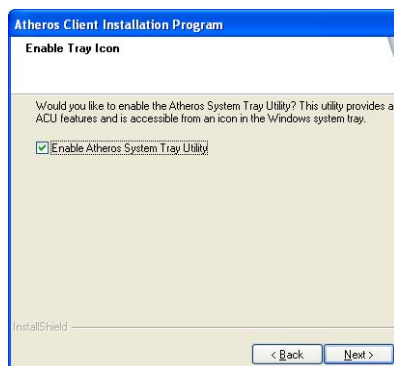 Atheros Client Installation Program
Enable Tray Icon
Would you like to enable the Atheros System Tray Utility? This utility provides a
ACU features and is accessible from an icon in the Windows system tray.
Enable Atheros System Tray Utility
InstallShield
< Back Next >